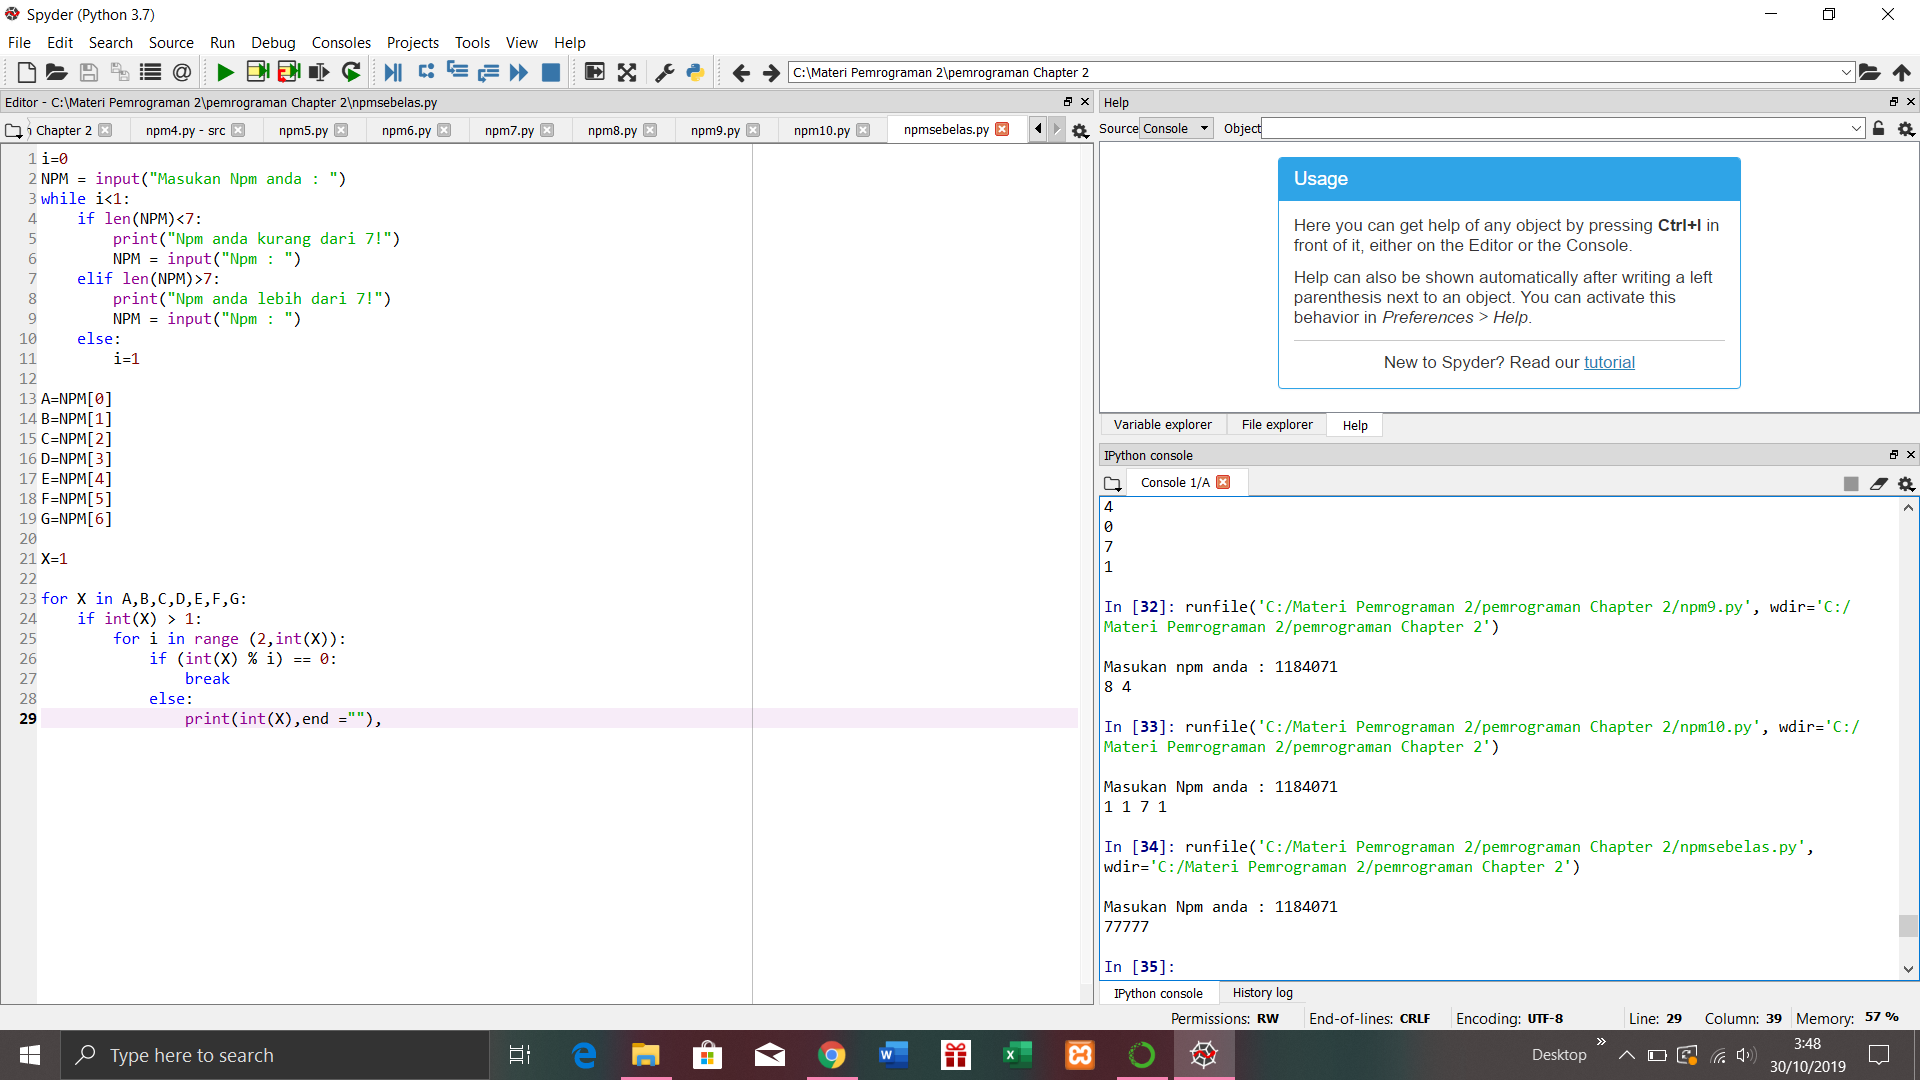 Spyder (Python 3.7)
File Edit Search Source Run Debug Consoles Projects Tools View Help
C:\Materi Pemrograman 2\pemrograman Chapter 2
Editor - C:\Materi Pemrograman 2\pemrograman Chapter 2\npmsebelas.py
Chapter 2 npm4.py - src npm5.py npm6.py npm7.py npm8.py npm9.py npm10.py npmsebelas.py
1 i=0
2 NPM = input("Masukan Npm anda : ")
3 while i<1:
4     if len(NPM)<7:
5         print("Npm anda kurang dari 7!")
6         NPM = input("Npm : ")
7     elif len(NPM)>7:
8         print("Npm anda lebih dari 7!")
9         NPM = input("Npm : ")
10     else:
11         i=1
12
13 A=NPM[0]
14 B=NPM[1]
15 C=NPM[2]
16 D=NPM[3]
17 E=NPM[4]
18 F=NPM[5]
19 G=NPM[6]
20
21 X=1
22
23 for X in A,B,C,D,E,F,G:
24     if int(X) > 1:
25         for i in range (2,int(X)):
26             if (int(X) % i) == 0:
27                 break
28             else:
29                 print(int(X),end =""),
Help
Source Console Object
Usage
Here you can get help of any object by pressing Ctrl+I in
front of it, either on the Editor or the Console.
Help can also be shown automatically after writing a left
parenthesis next to an object. You can activate this
behavior in Preferences > Help.
New to Spyder? Read our tutorial
Variable explorer File explorer Help
IPython console
Console 1/A
4
0
7
1
In [32]: runfile('C:/Materi Pemrograman 2/pemrograman Chapter 2/npm9.py', wdir='C:/
Materi Pemrograman 2/pemrograman Chapter 2')
Masukan npm anda : 1184071
8 4
In [33]: runfile('C:/Materi Pemrograman 2/pemrograman Chapter 2/npm10.py', wdir='C:/
Materi Pemrograman 2/pemrograman Chapter 2')
Masukan Npm anda : 1184071
1 1 7 1
In [34]: runfile('C:/Materi Pemrograman 2/pemrograman Chapter 2/npmsebelas.py',
wdir='C:/Materi Pemrograman 2/pemrograman Chapter 2')
Masukan Npm anda : 1184071
77777
In [35]:
IPython console History log
Permissions: RW End-of-lines: CRLF Encoding: UTF-8 Line: 29 Column: 39 Memory: 57 %
Type here to search
Desktop
3:48
30/10/2019